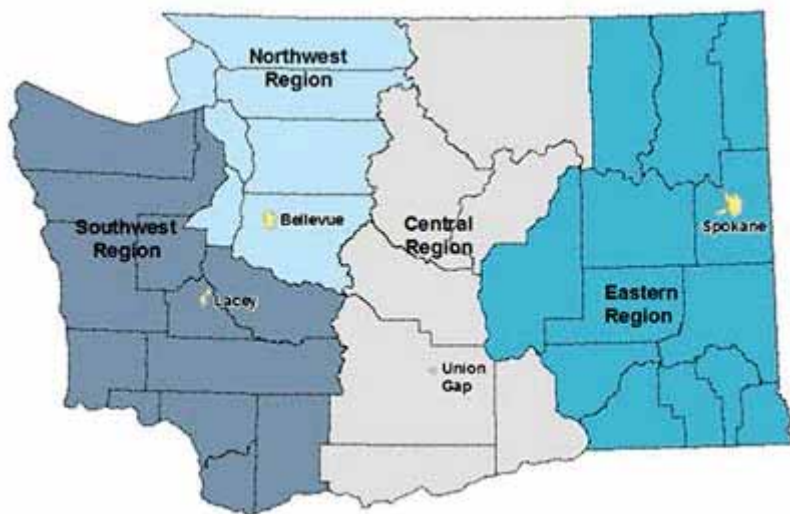 Northwest
Region
Bellevue
Southwest
Region
Lacey
Central
Region
Union
Gap
Spokane
Eastern
Region